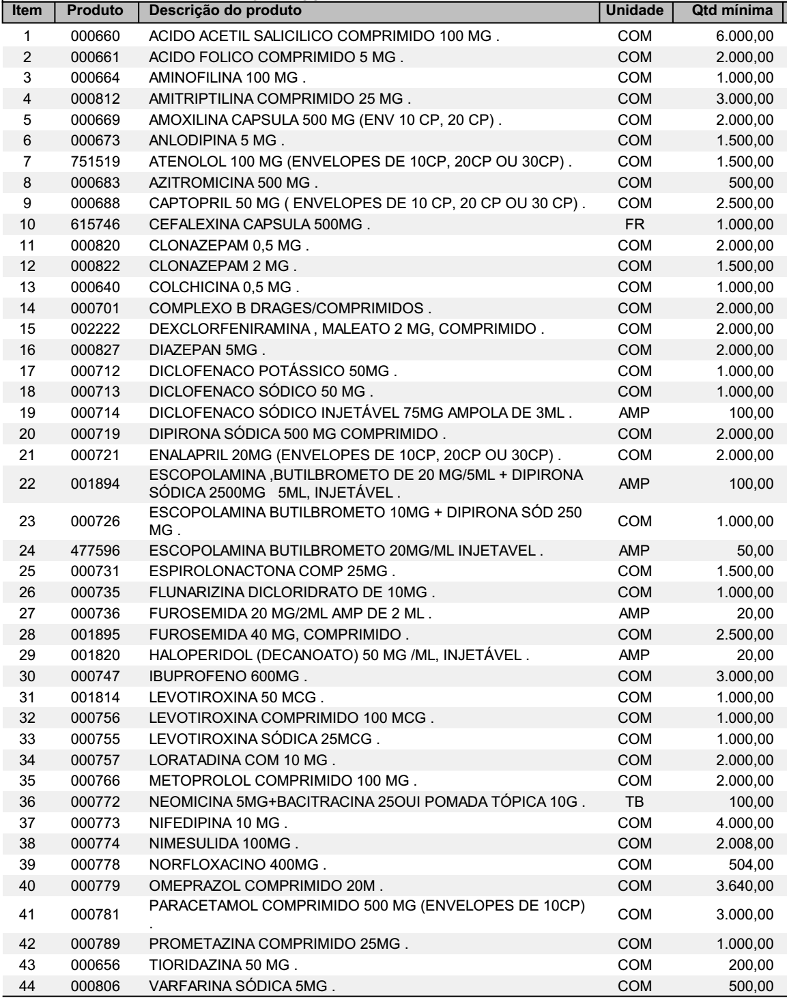 Item Produto Descrição do produto Unidade Qtd mínima
1 000660 ACIDO ACETIL SALICILICO COMPRIMIDO 100 MG . COM 6.000,00
2 000661 ACIDO FOLICO COMPRIMIDO 5 MG . COM 2.000,00
3 000664 AMINOFILINA 100 MG . COM 1.000,00
4 000812 AMITRIPTILINA COMPRIMIDO 25 MG . COM 3.000,00
5 000669 AMOXILINA CAPSULA 500 MG (ENV 10 CP, 20 CP) . COM 2.000,00
6 000673 ANLODIPINA 5 MG . COM 1.500,00
7 751519 ATENOLOL 100 MG (ENVELOPES DE 10CP, 20CP OU 30CP) . COM 1.500,00
8 000683 AZITROMICINA 500 MG . COM 500,00
9 000688 CAPTOPRIL 50 MG ( ENVELOPES DE 10 CP, 20 CP OU 30 CP) . COM 2.500,00
10 615746 CEFALEXINA CAPSULA 500MG . FR 1.000,00
11 000820 CLONAZEPAM 0,5 MG . COM 2.000,00
12 000822 CLONAZEPAM 2 MG . COM 1.500,00
13 000640 COLCHICINA 0,5 MG . COM 1.000,00
14 000701 COMPLEXO B DRAGES/COMPRIMIDOS . COM 2.000,00
15 002222 DEXCLORFENIRAMINA , MALEATO 2 MG, COMPRIMIDO . COM 2.000,00
16 000827 DIAZEPAN 5MG . COM 2.000,00
17 000712 DICLOFENACO POTÁSSICO 50MG . COM 1.000,00
18 000713 DICLOFENACO SÓDICO 50 MG . COM 1.000,00
19 000714 DICLOFENACO SÓDICO INJETÁVEL 75MG AMPOLA DE 3ML . AMP 100,00
20 000719 DIPIRONA SÓDICA 500 MG COMPRIMIDO . COM 2.000,00
21 000721 ENALAPRIL 20MG (ENVELOPES DE 10CP, 20CP OU 30CP) . COM 2.000,00
ESCOPOLAMINA ,BUTILBROMETO DE 20 MG/5ML + DIPIRONA
22 001894 SÓDICA 2500MG   5ML, INJETÁVEL . AMP 100,00
ESCOPOLAMINA BUTILBROMETO 10MG + DIPIRONA SÓD 250
23 000726 MG . COM 1.000,00
24 477596 ESCOPOLAMINA BUTILBROMETO 20MG/ML INJETAVEL . AMP 50,00
25 000731 ESPIROLONACTONA COMP 25MG . COM 1.500,00
26 000735 FLUNARIZINA DICLORIDRATO DE 10MG . COM 1.000,00
27 000736 FUROSEMIDA 20 MG/2ML AMP DE 2 ML . AMP 20,00
28 001895 FUROSEMIDA 40 MG, COMPRIMIDO . COM 2.500,00
29 001820 HALOPERIDOL (DECANOATO) 50 MG /ML, INJETÁVEL . AMP 20,00
30 000747 IBUPROFENO 600MG . COM 3.000,00
31 001814 LEVOTIROXINA 50 MCG . COM 1.000,00
32 000756 LEVOTIROXINA COMPRIMIDO 100 MCG . COM 1.000,00
33 000755 LEVOTIROXINA SÓDICA 25MCG . COM 1.000,00
34 000757 LORATADINA COM 10 MG . COM 2.000,00
35 000766 METOPROLOL COMPRIMIDO 100 MG . COM 2.000,00
36 000772 NEOMICINA 5MG+BACITRACINA 25OUI POMADA TÓPICA 10G . TB 100,00
37 000773 NIFEDIPINA 10 MG . COM 4.000,00
38 000774 NIMESULIDA 100MG . COM 2.008,00
39 000778 NORFLOXACINO 400MG . COM 504,00
40 000779 OMEPRAZOL COMPRIMIDO 20M . COM 3.640,00
PARACETAMOL COMPRIMIDO 500 MG (ENVELOPES DE 10CP)
41 000781 . COM 3.000,00
42 000789 PROMETAZINA COMPRIMIDO 25MG . COM 1.000,00
43 000656 TIORIDAZINA 50 MG . COM 200,00
44 000806 VARFARINA SÓDICA 5MG . COM 500,00